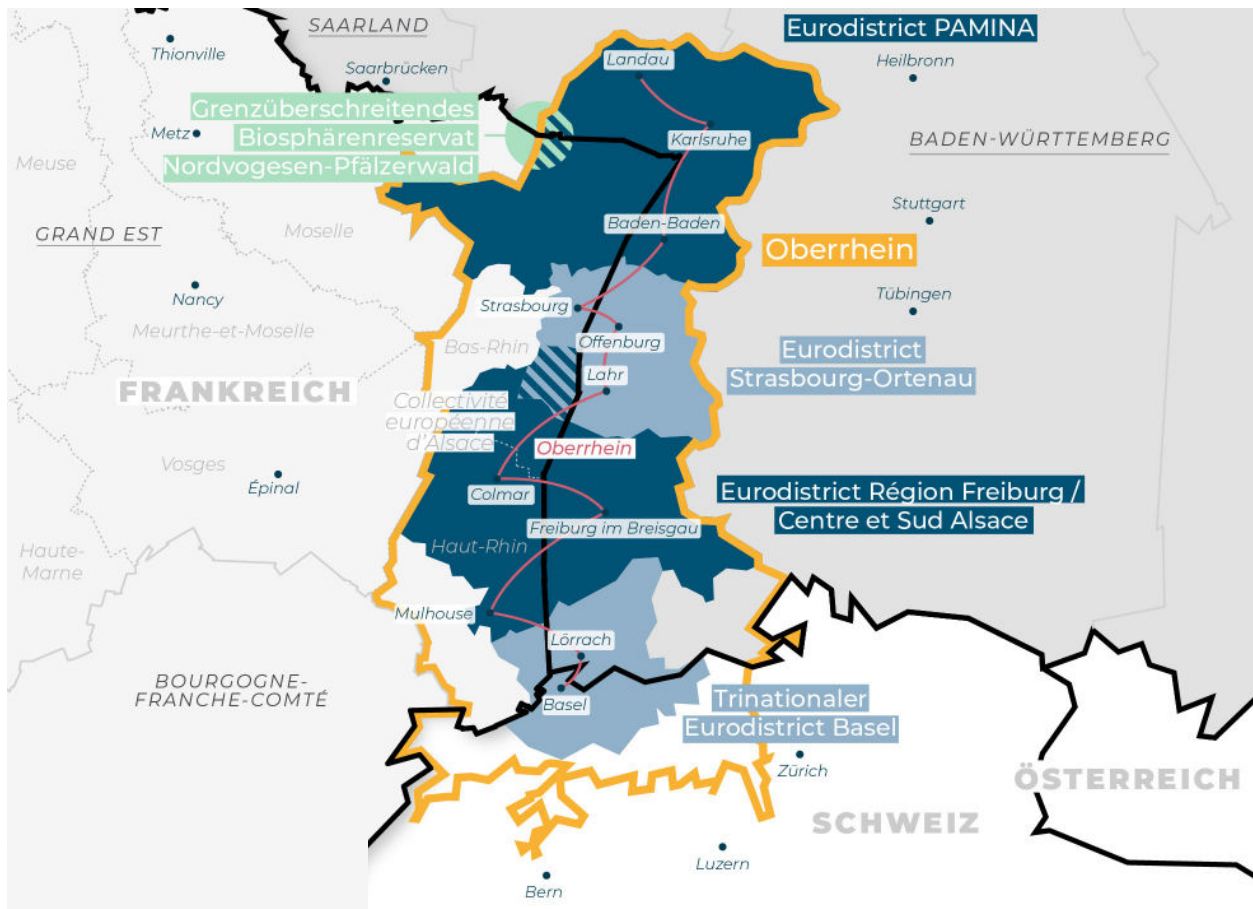 SAARLAND
Eurodistrict PAMINA
Thionville
Landau
Heilbronn
Saarbrücken
Grenzüberschreitendes
Biosphärenreservat
Nordvogesen-Pfälzerwald
Metz
Karlsruhe
BADEN-WÜRTTEMBERG
Meuse
Stuttgart
GRAND EST
Moselle
Baden-Baden
Oberrhein
Nancy
Strasbourg
Tübingen
Meurthe-et-Moselle
Bas-Rhin
Offenburg
Eurodistrict
Strasbourg-Ortenau
Lahr
FRANKREICH
Collectivité
européenne
d'Alsace
Oberrhein
Vosges
Épinal
Colmar
Eurodistrict Région Freiburg /
Centre et Sud Alsace
Freiburg im Breisgau
Haut-Rhin
Haute-
Marne
Mulhouse
Lörrach
BOURGOGNE-
FRANCHE-COMTÉ
Basel
Trinationaler
Eurodistrict Basel
Zürich
ÖSTERREICH
SCHWEIZ
Luzern
Bern